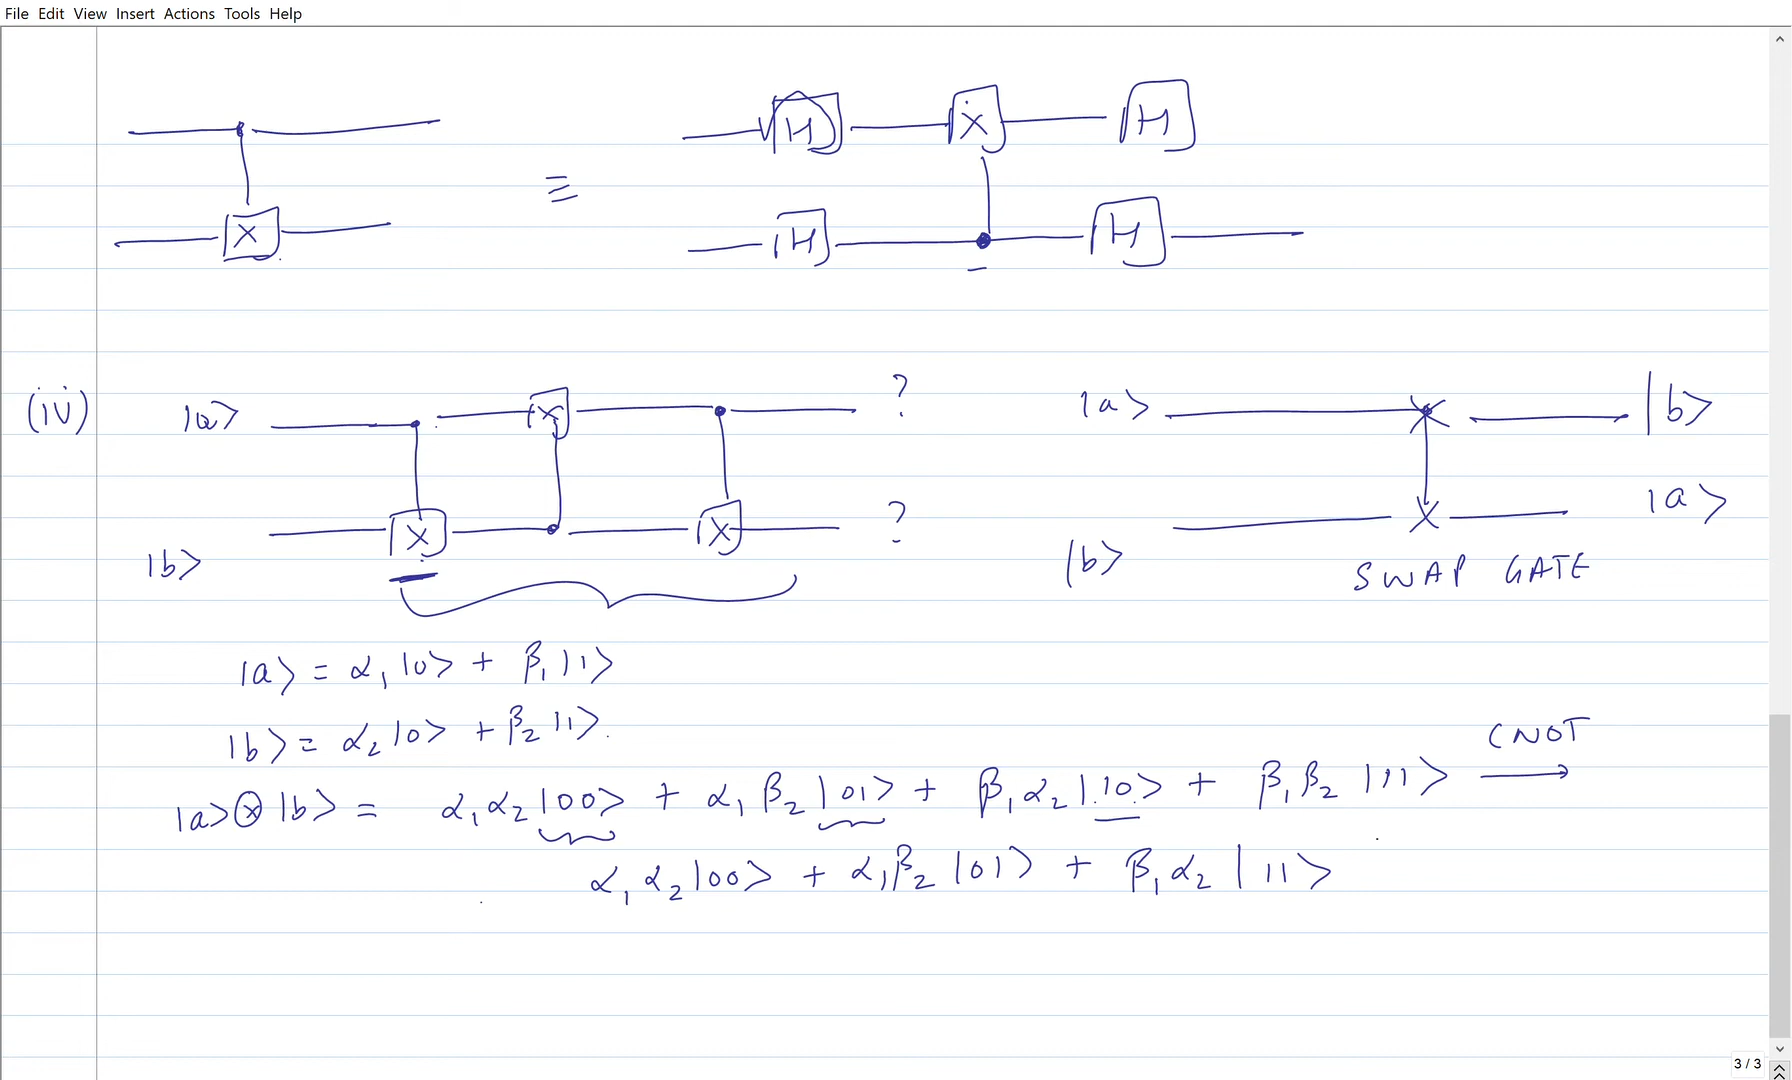 File Edit View Insert Actions Tools Help
H X H
X ≡
H H
(iv) |a> X ? |a> |b>
X X ? |a>
|b> |b> SWAP GATE
|a> = α₁|0> + β₁|1>
|b> = α₂|0> + β₂|1>.
CNOT
|a>⊗|b> = α₁α₂|00> + α₁β₂|01> + β₁α₂|10> + β₁β₂|11> →
α₁α₂|00> + α₁β₂|01> + β₁α₂|11>
3 / 3